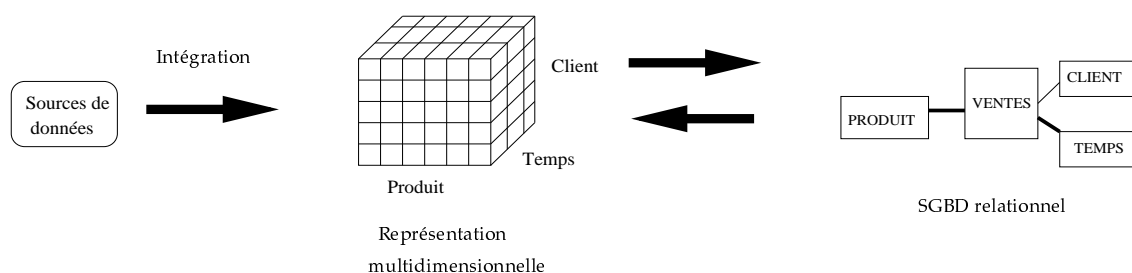 Intégration
Sources de
données
Client
Temps
Produit
Représentation
multidimensionnelle
PRODUIT
VENTES
CLIENT
TEMPS
SGBD relationnel